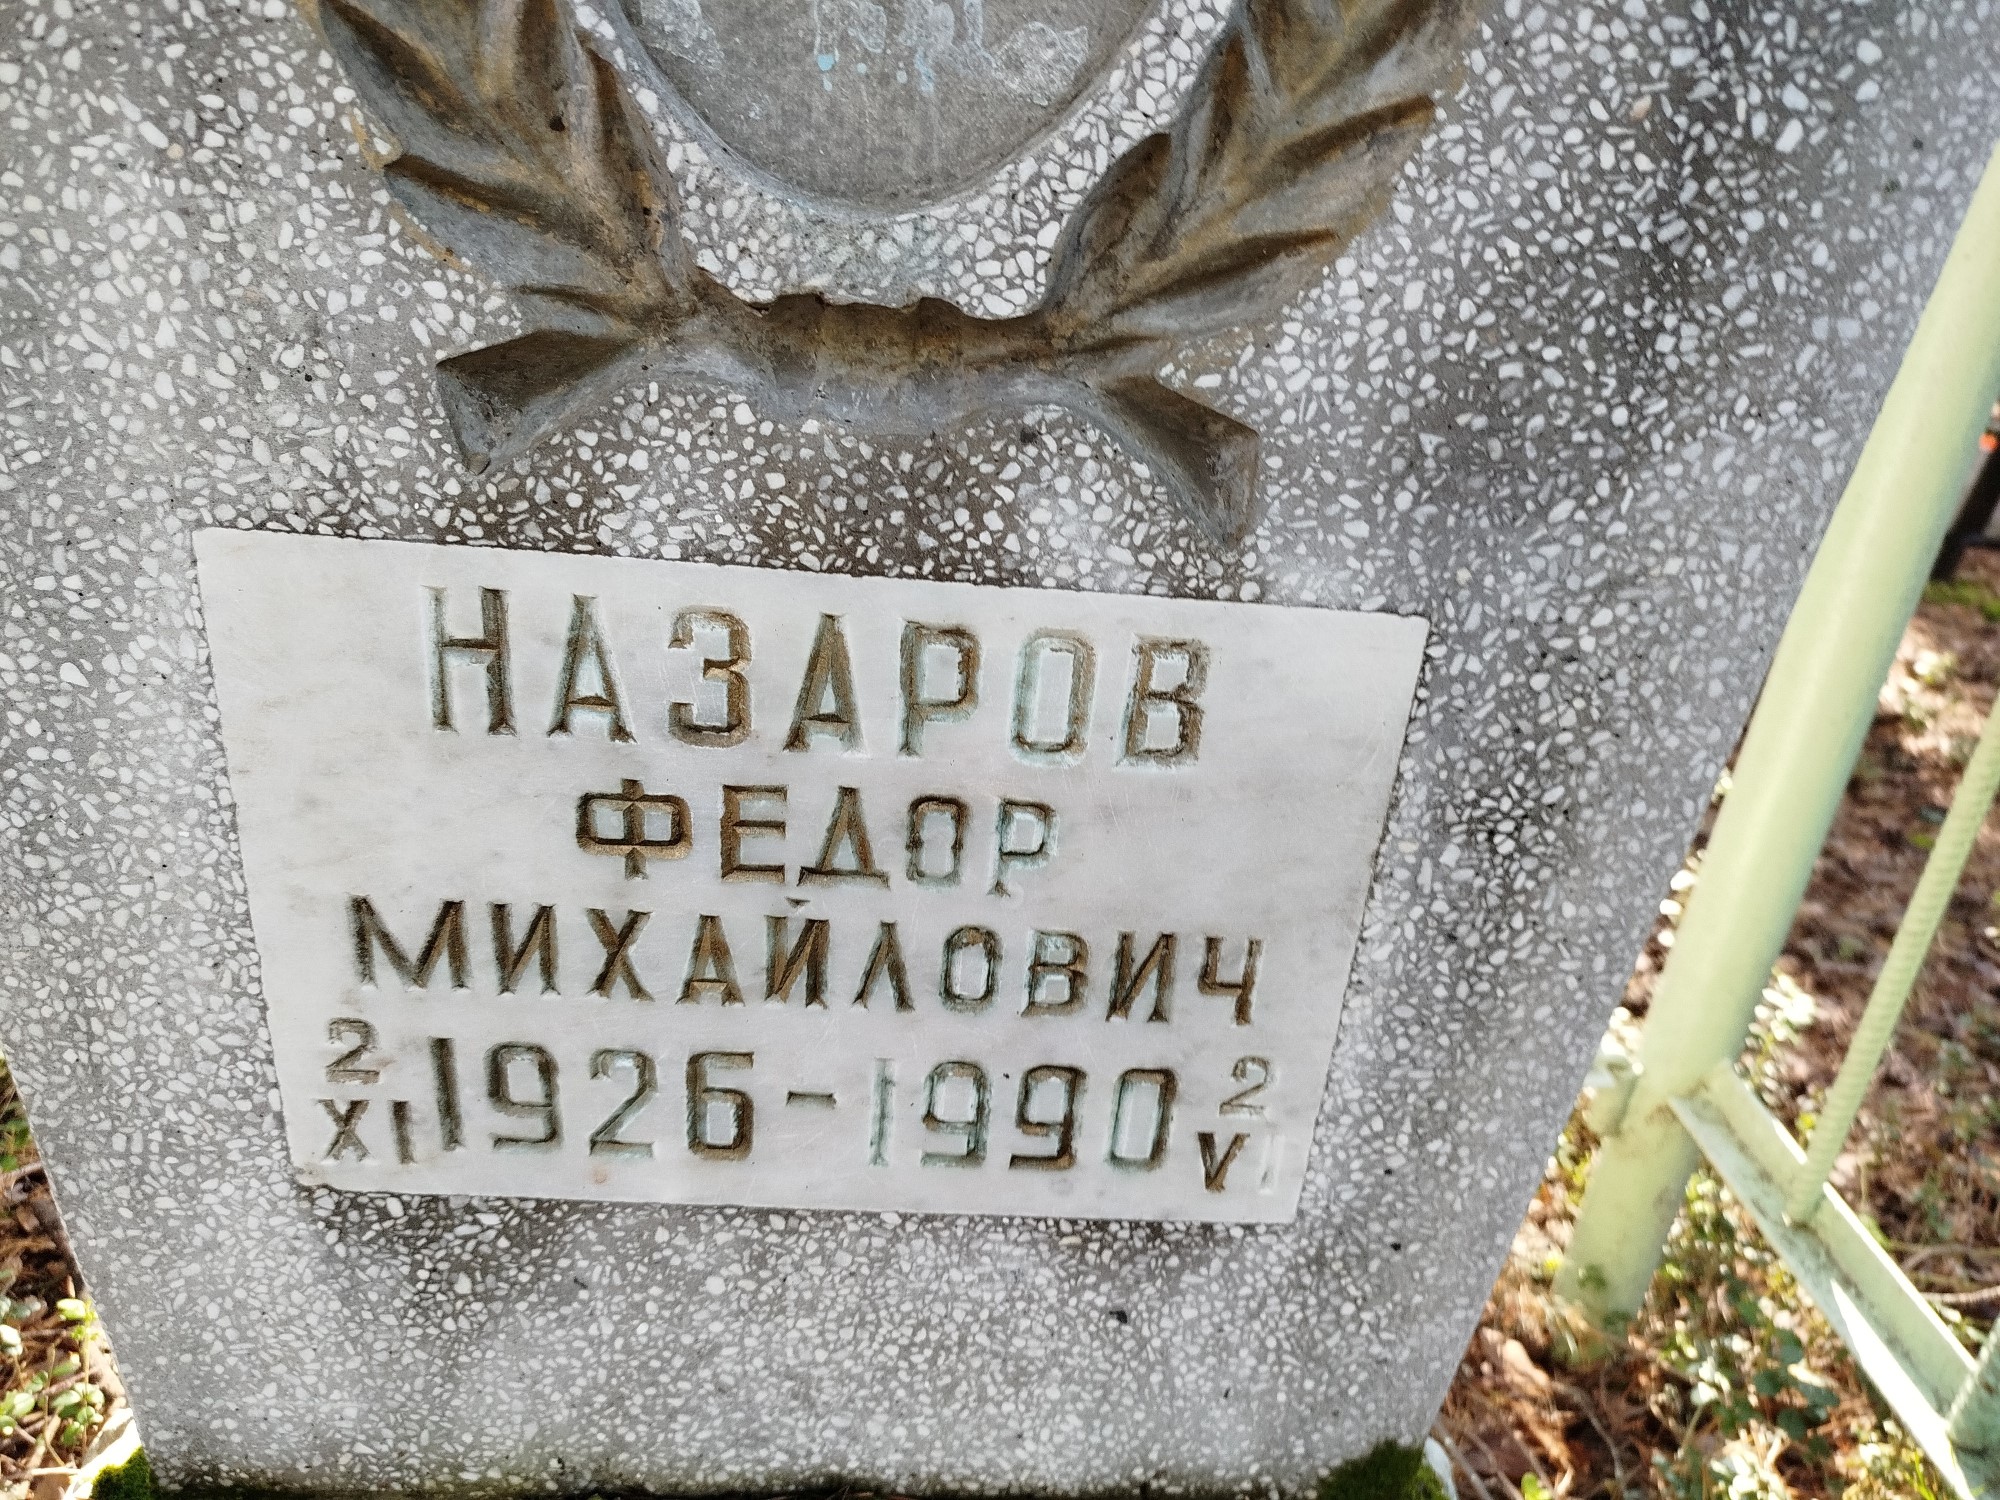 НАЗАРОВ
ФЕДОР
МИХАЙЛОВИЧ
2/XI 1926-1990 2/VI